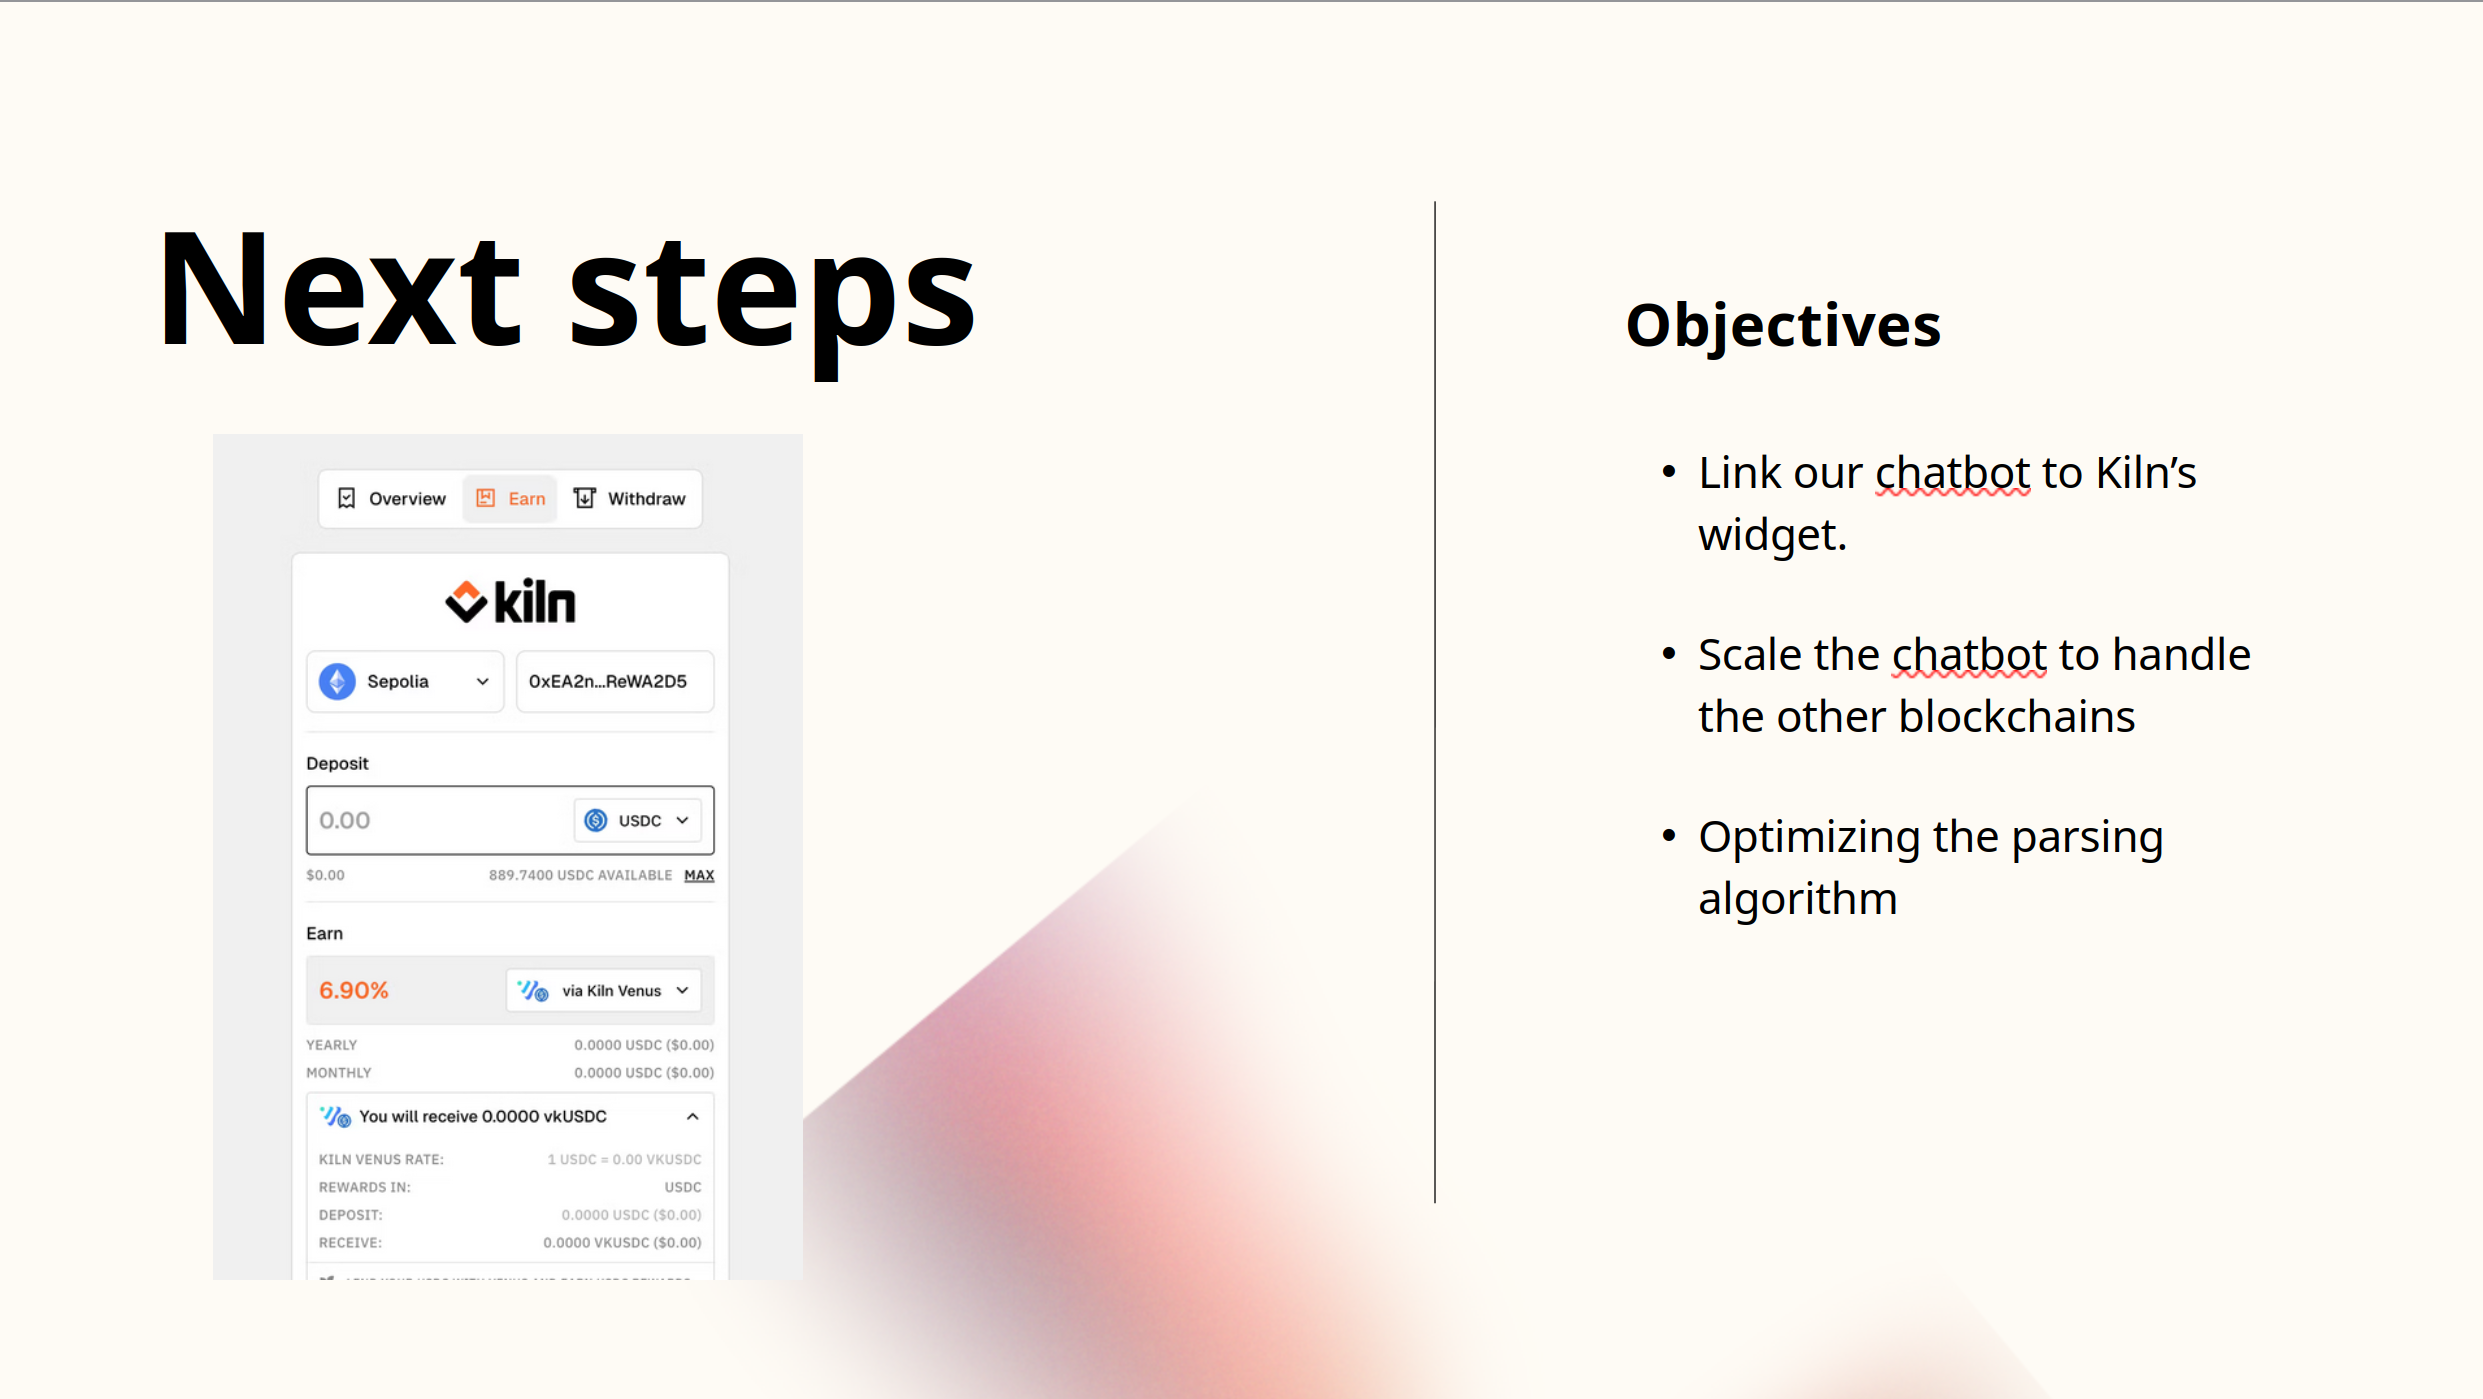 Next steps
Overview Earn Withdraw
kiln
Sepolia 0xEA2n...ReWA2D5
Deposit
0.00 USDC
$0.00 889.7400 USDC AVAILABLE MAX
Earn
6.90% via Kiln Venus
YEARLY 0.0000 USDC ($0.00)
MONTHLY 0.0000 USDC ($0.00)
You will receive 0.0000 vkUSDC
KILN VENUS RATE: 1 USDC = 0.00 VKUSDC
REWARDS IN: USDC
DEPOSIT: 0.0000 USDC ($0.00)
RECEIVE: 0.0000 VKUSDC ($0.00)
Objectives
• Link our chatbot to Kiln’s
widget.
• Scale the chatbot to handle
the other blockchains
• Optimizing the parsing
algorithm